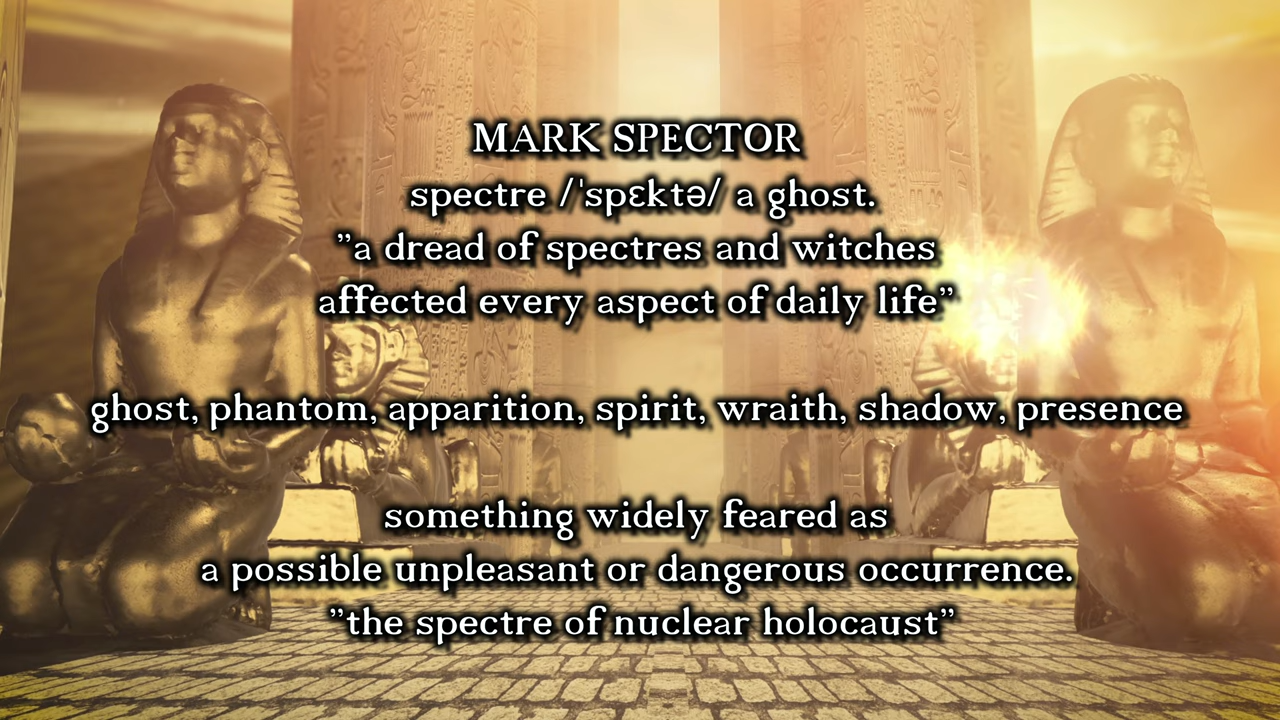 MARK SPECTOR
spectre /ˈspɛktə/ a ghost.
”a dread of spectres and witches
affected every aspect of daily life”
ghost, phantom, apparition, spirit, wraith, shadow, presence
something widely feared as
a possible unpleasant or dangerous occurrence.
”the spectre of nuclear holocaust”